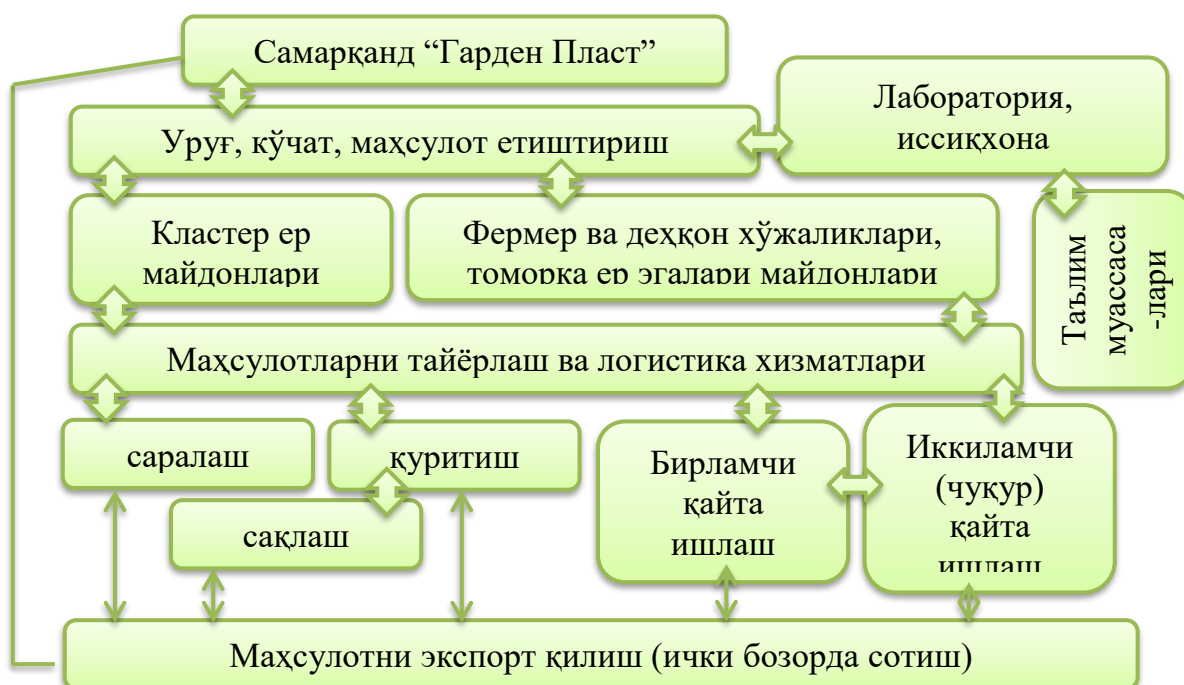 Самарқанд “Гарден Пласт”
Лаборатория,
иссиқхона
Уруғ, кўчат, маҳсулот етиштириш
Кластер ер
майдонлари
Фермер ва деҳқон хўжаликлари,
томорқа ер эгалари майдонлари
Таълим
муассаса
-лари
Маҳсулотларни тайёрлаш ва логистика хизматлари
саралаш
қуритиш
Бирламчи
қайта
ишлаш
Иккиламчи
(чуқур)
қайта
ишлаш
сақлаш
Маҳсулотни экспорт қилиш (ички бозорда сотиш)